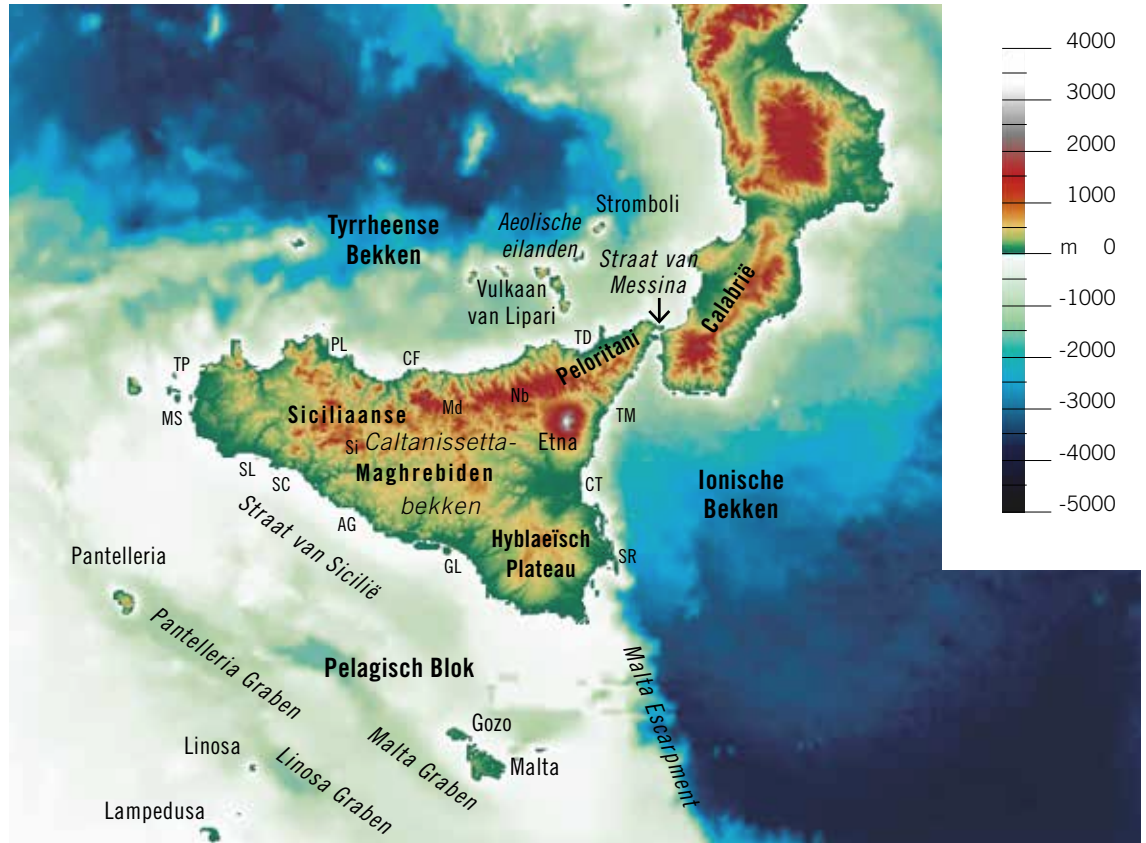 4000
3000
2000
1000
m 0
-1000
-2000
-3000
-4000
-5000
Stromboli
Tyrrheense
Bekken
Aeolische
eilanden
Straat van
Messina
Vulkaan
van Lipari
Calabrië
TD
Peloritani
PL
CF
TP
MS
Nb
Md
TM
Siciliaanse
Si
Caltanissetta-
Etna
Maghrebiden
bekken
SL
SC
CT
Ionische
Bekken
AG
Straat van Sicilië
Hyblaeïsch
Plateau
GL
SR
Pantelleria
Pantelleria Graben
Pelagisch Blok
Malta Escarpment
Gozo
Malta
Malta Graben
Linosa
Linosa Graben
Lampedusa